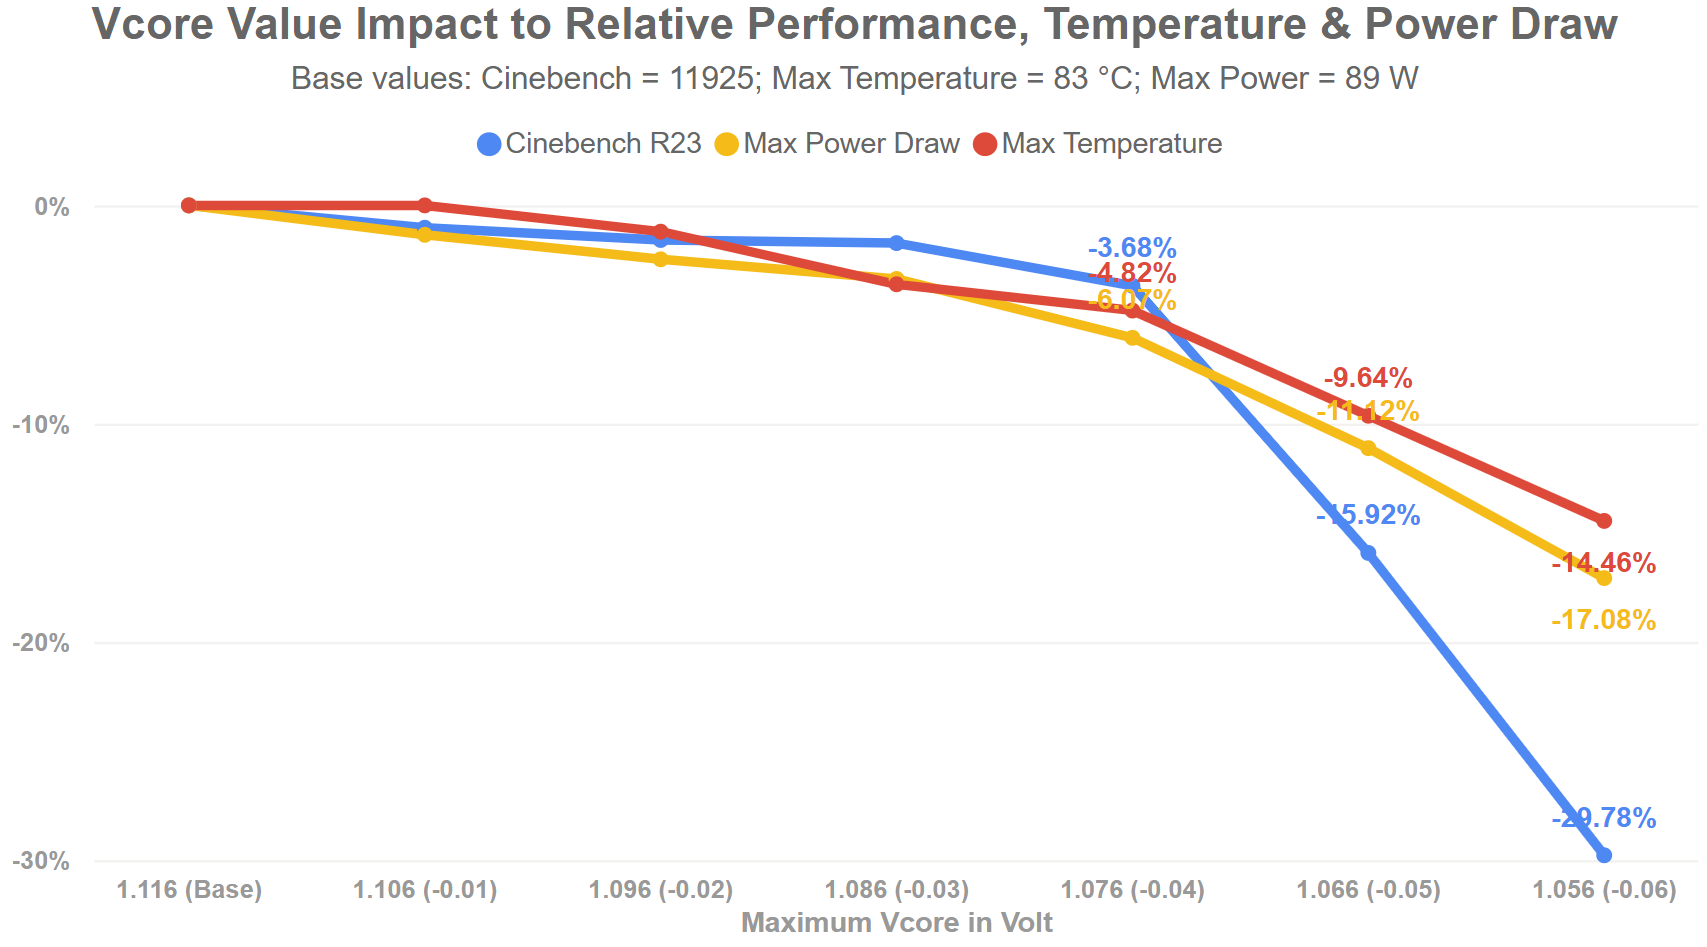 Vcore Value Impact to Relative Performance, Temperature & Power Draw
Base values: Cinebench = 11925; Max Temperature = 83 °C; Max Power = 89 W
Cinebench R23 Max Power Draw Max Temperature
0%
-10%
-20%
-30%
-3.68%
-4.82%
-6.07%
-9.64%
-11.12%
-15.92%
-14.46%
-17.08%
-29.78%
1.116 (Base) 1.106 (-0.01) 1.096 (-0.02) 1.086 (-0.03) 1.076 (-0.04) 1.066 (-0.05) 1.056 (-0.06)
Maximum Vcore in Volt